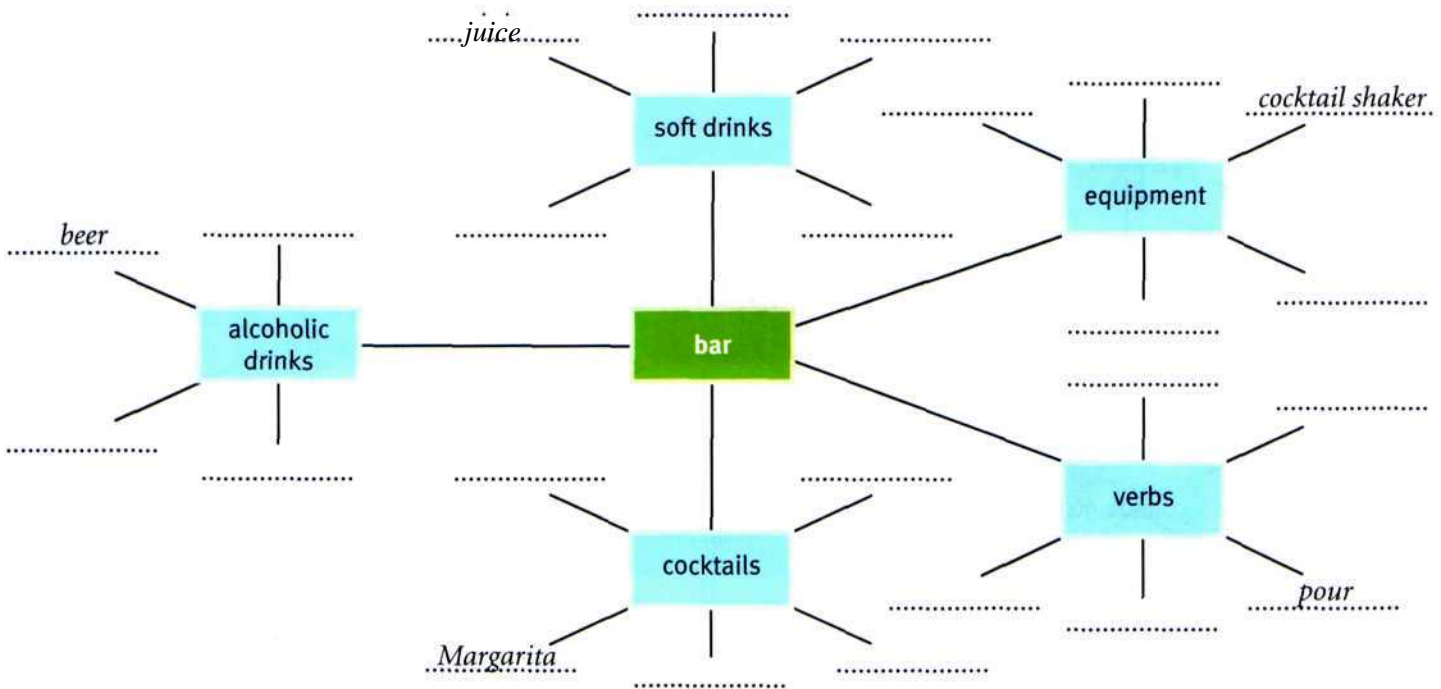 juice
soft drinks
cocktail shaker
equipment
beer
alcoholic
drinks
bar
verbs
cocktails
pour
Margarita